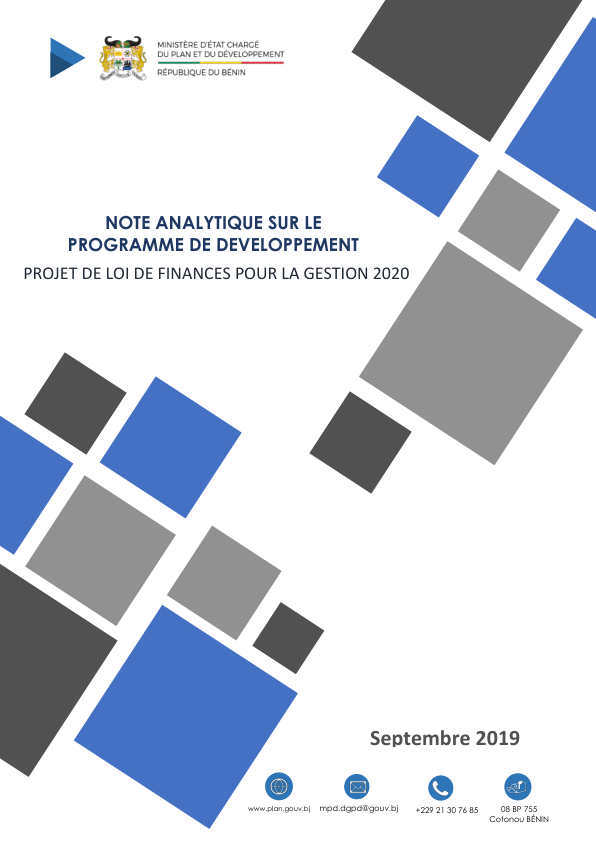 MINISTÈRE D'ÉTAT CHARGÉ
DU PLAN ET DU DÉVELOPPEMENT
RÉPUBLIQUE DU BÉNIN
NOTE ANALYTIQUE SUR LE
PROGRAMME DE DEVELOPPEMENT
PROJET DE LOI DE FINANCES POUR LA GESTION 2020
Septembre 2019
www.plan.gouv.bj
mpd.dgpd@gouv.bj
+229 21 30 76 85
08 BP 755
Cotonou BÉNIN